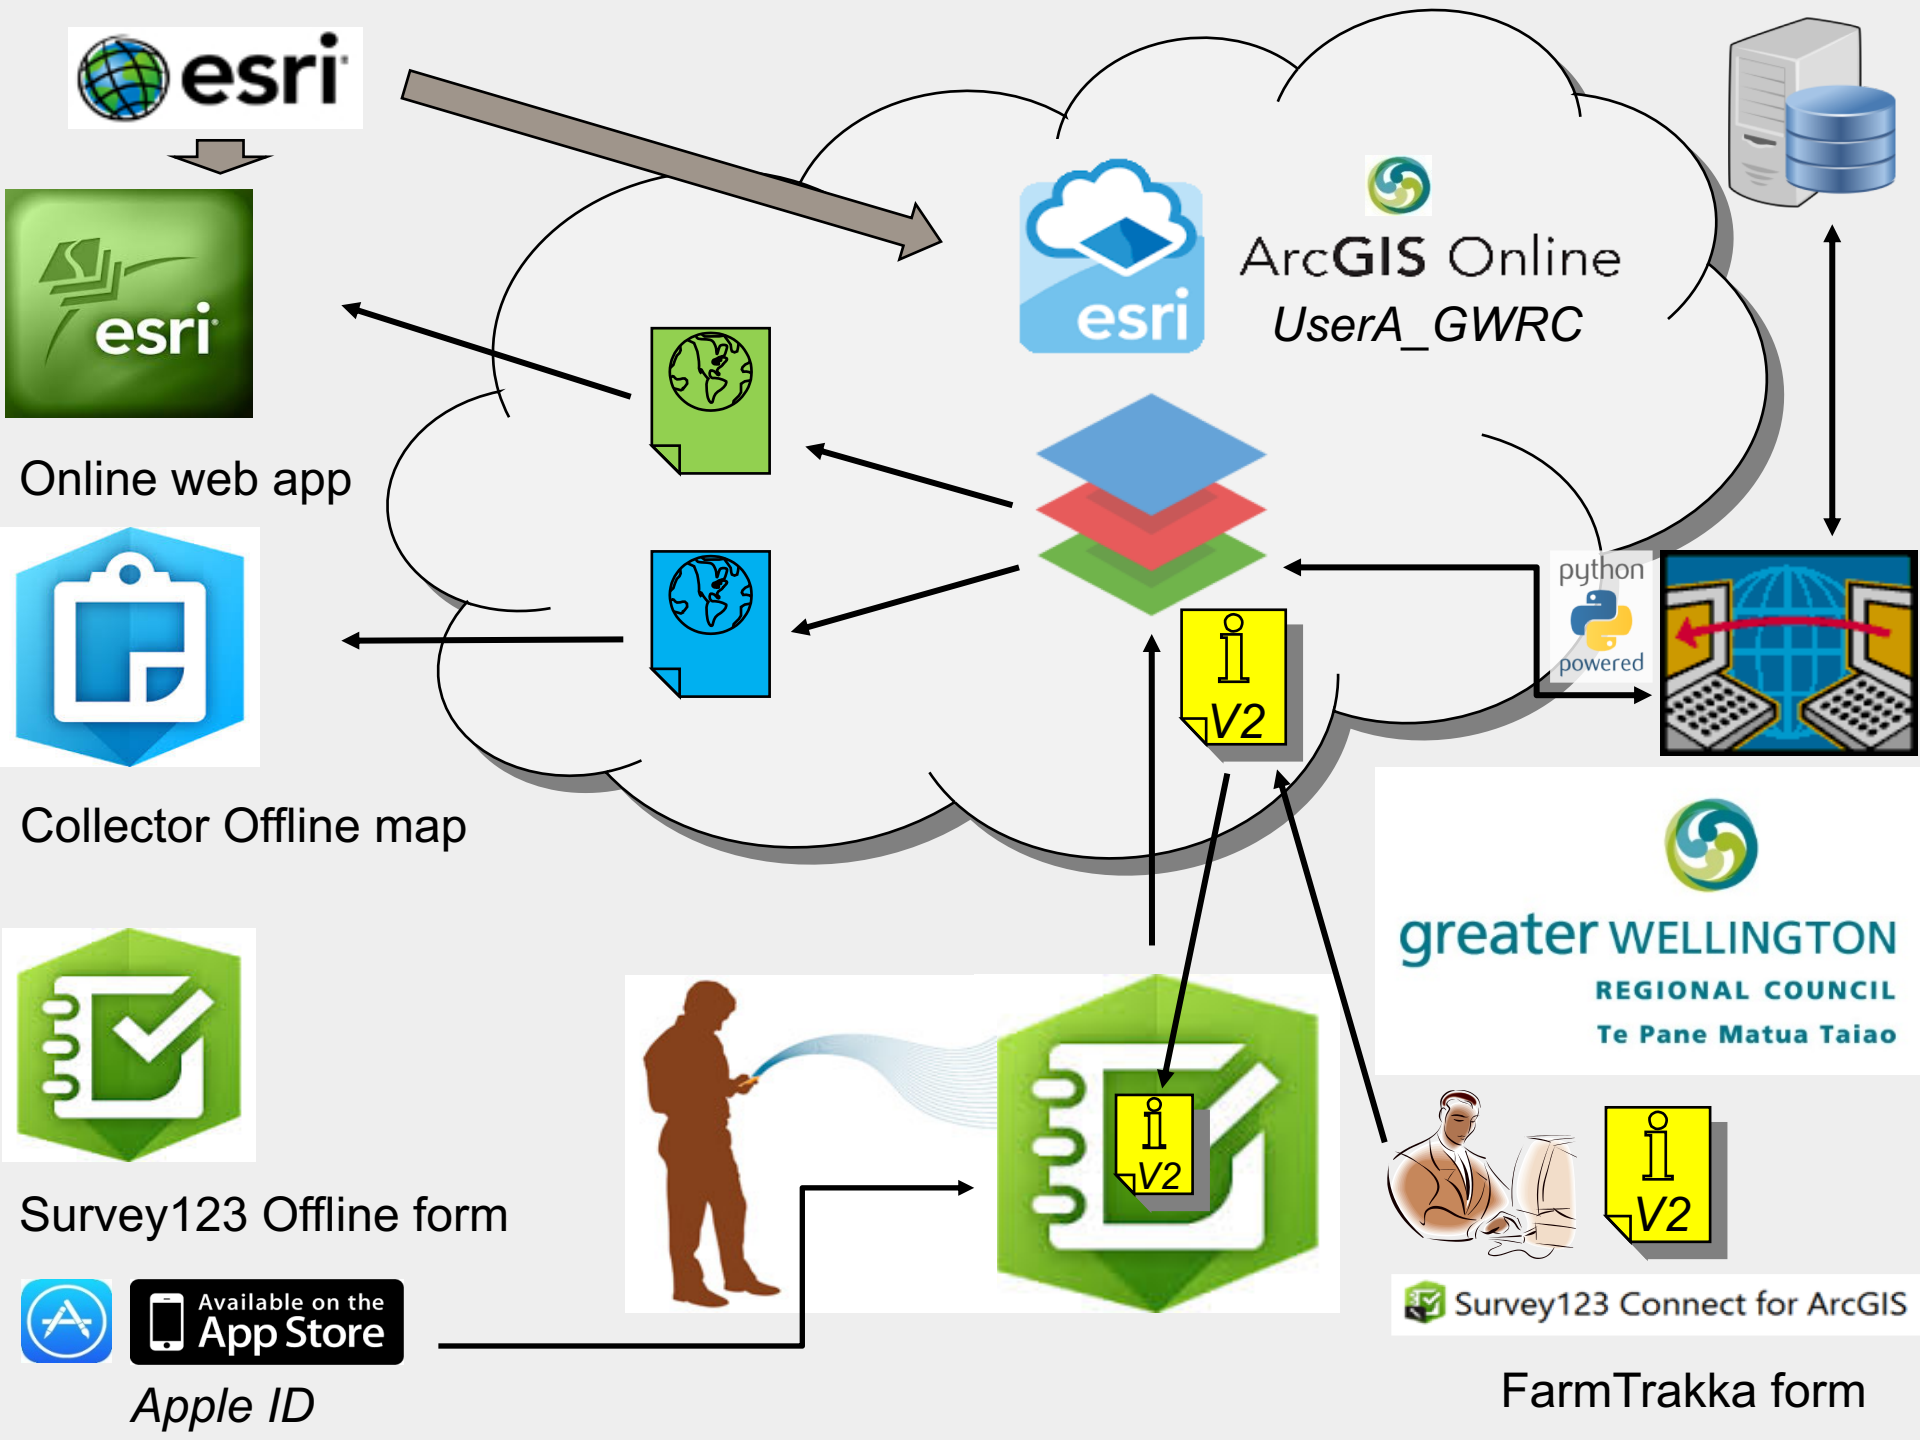 esri
esri
Online web app
Collector Offline map
Survey123 Offline form
Available on the
App Store
Apple ID
esri
ArcGIS Online
UserA_GWRC
i
V2
python
powered
greater WELLINGTON
REGIONAL COUNCIL
Te Pane Matua Taiao
i
V2
i
V2
Survey123 Connect for ArcGIS
FarmTrakka form